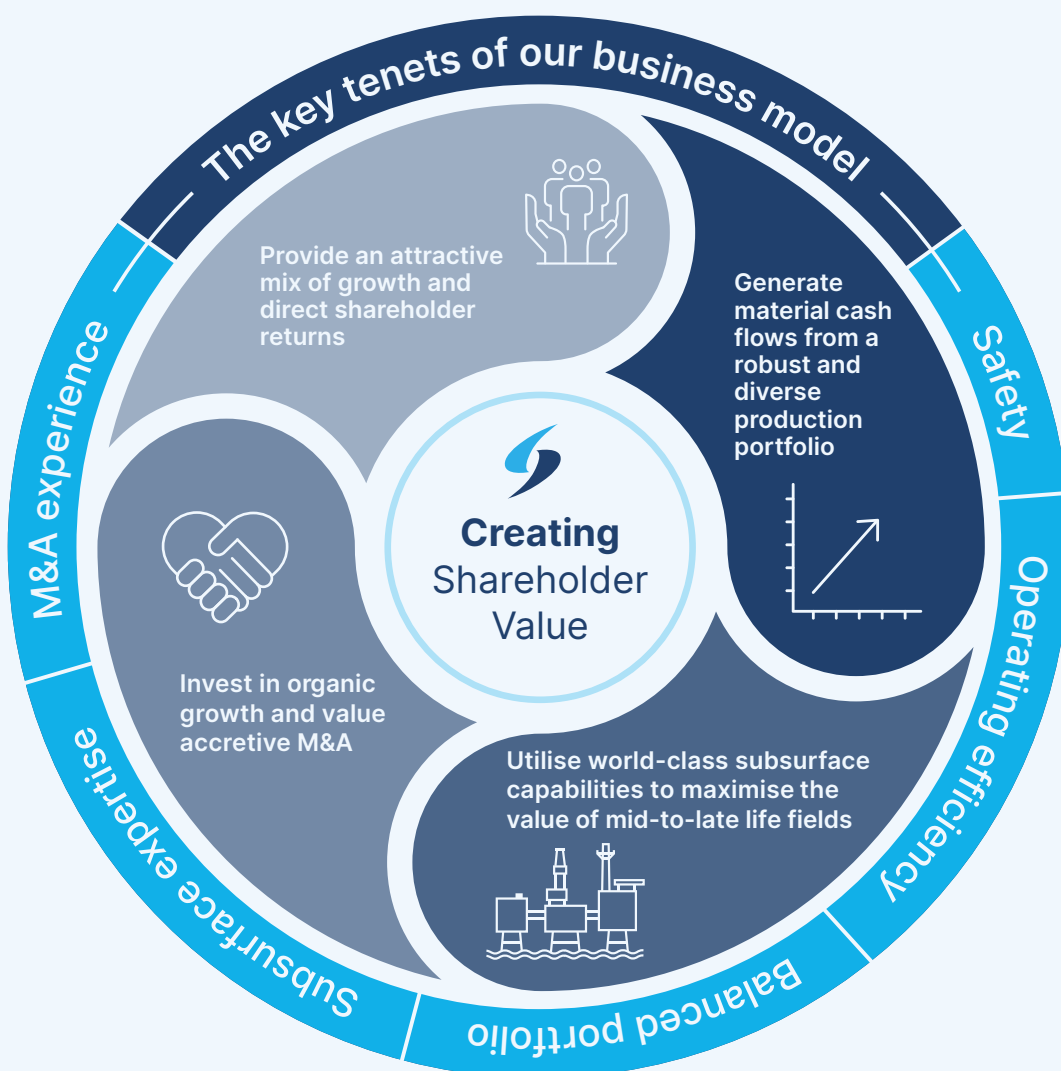 The key tenets of our business model
Safety
Operating efficiency
Balanced portfolio
Subsurface expertise
M&A experience
Provide an attractive
mix of growth and
direct shareholder
returns
Generate
material cash
flows from a
robust and
diverse
production
portfolio
Creating
Shareholder
Value
Invest in organic
growth and value
accretive M&A
Utilise world-class subsurface
capabilities to maximise the
value of mid-to-late life fields